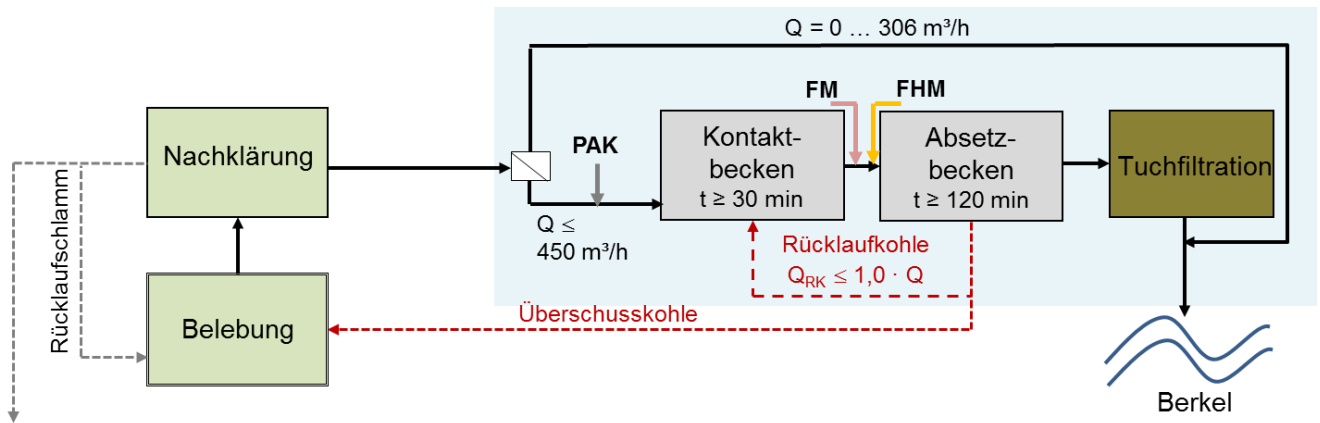 Q = 0 … 306 m³/h
FM
FHM
Nachklärung
PAK
Kontakt-
becken
t ≥ 30 min
Absetz-
becken
t ≥ 120 min
Tuchfiltration
Q ≤
450 m³/h
Rücklaufkohle
Q_RK ≤ 1,0 · Q
Rücklaufschlamm
Überschusskohle
Belebung
Berkel